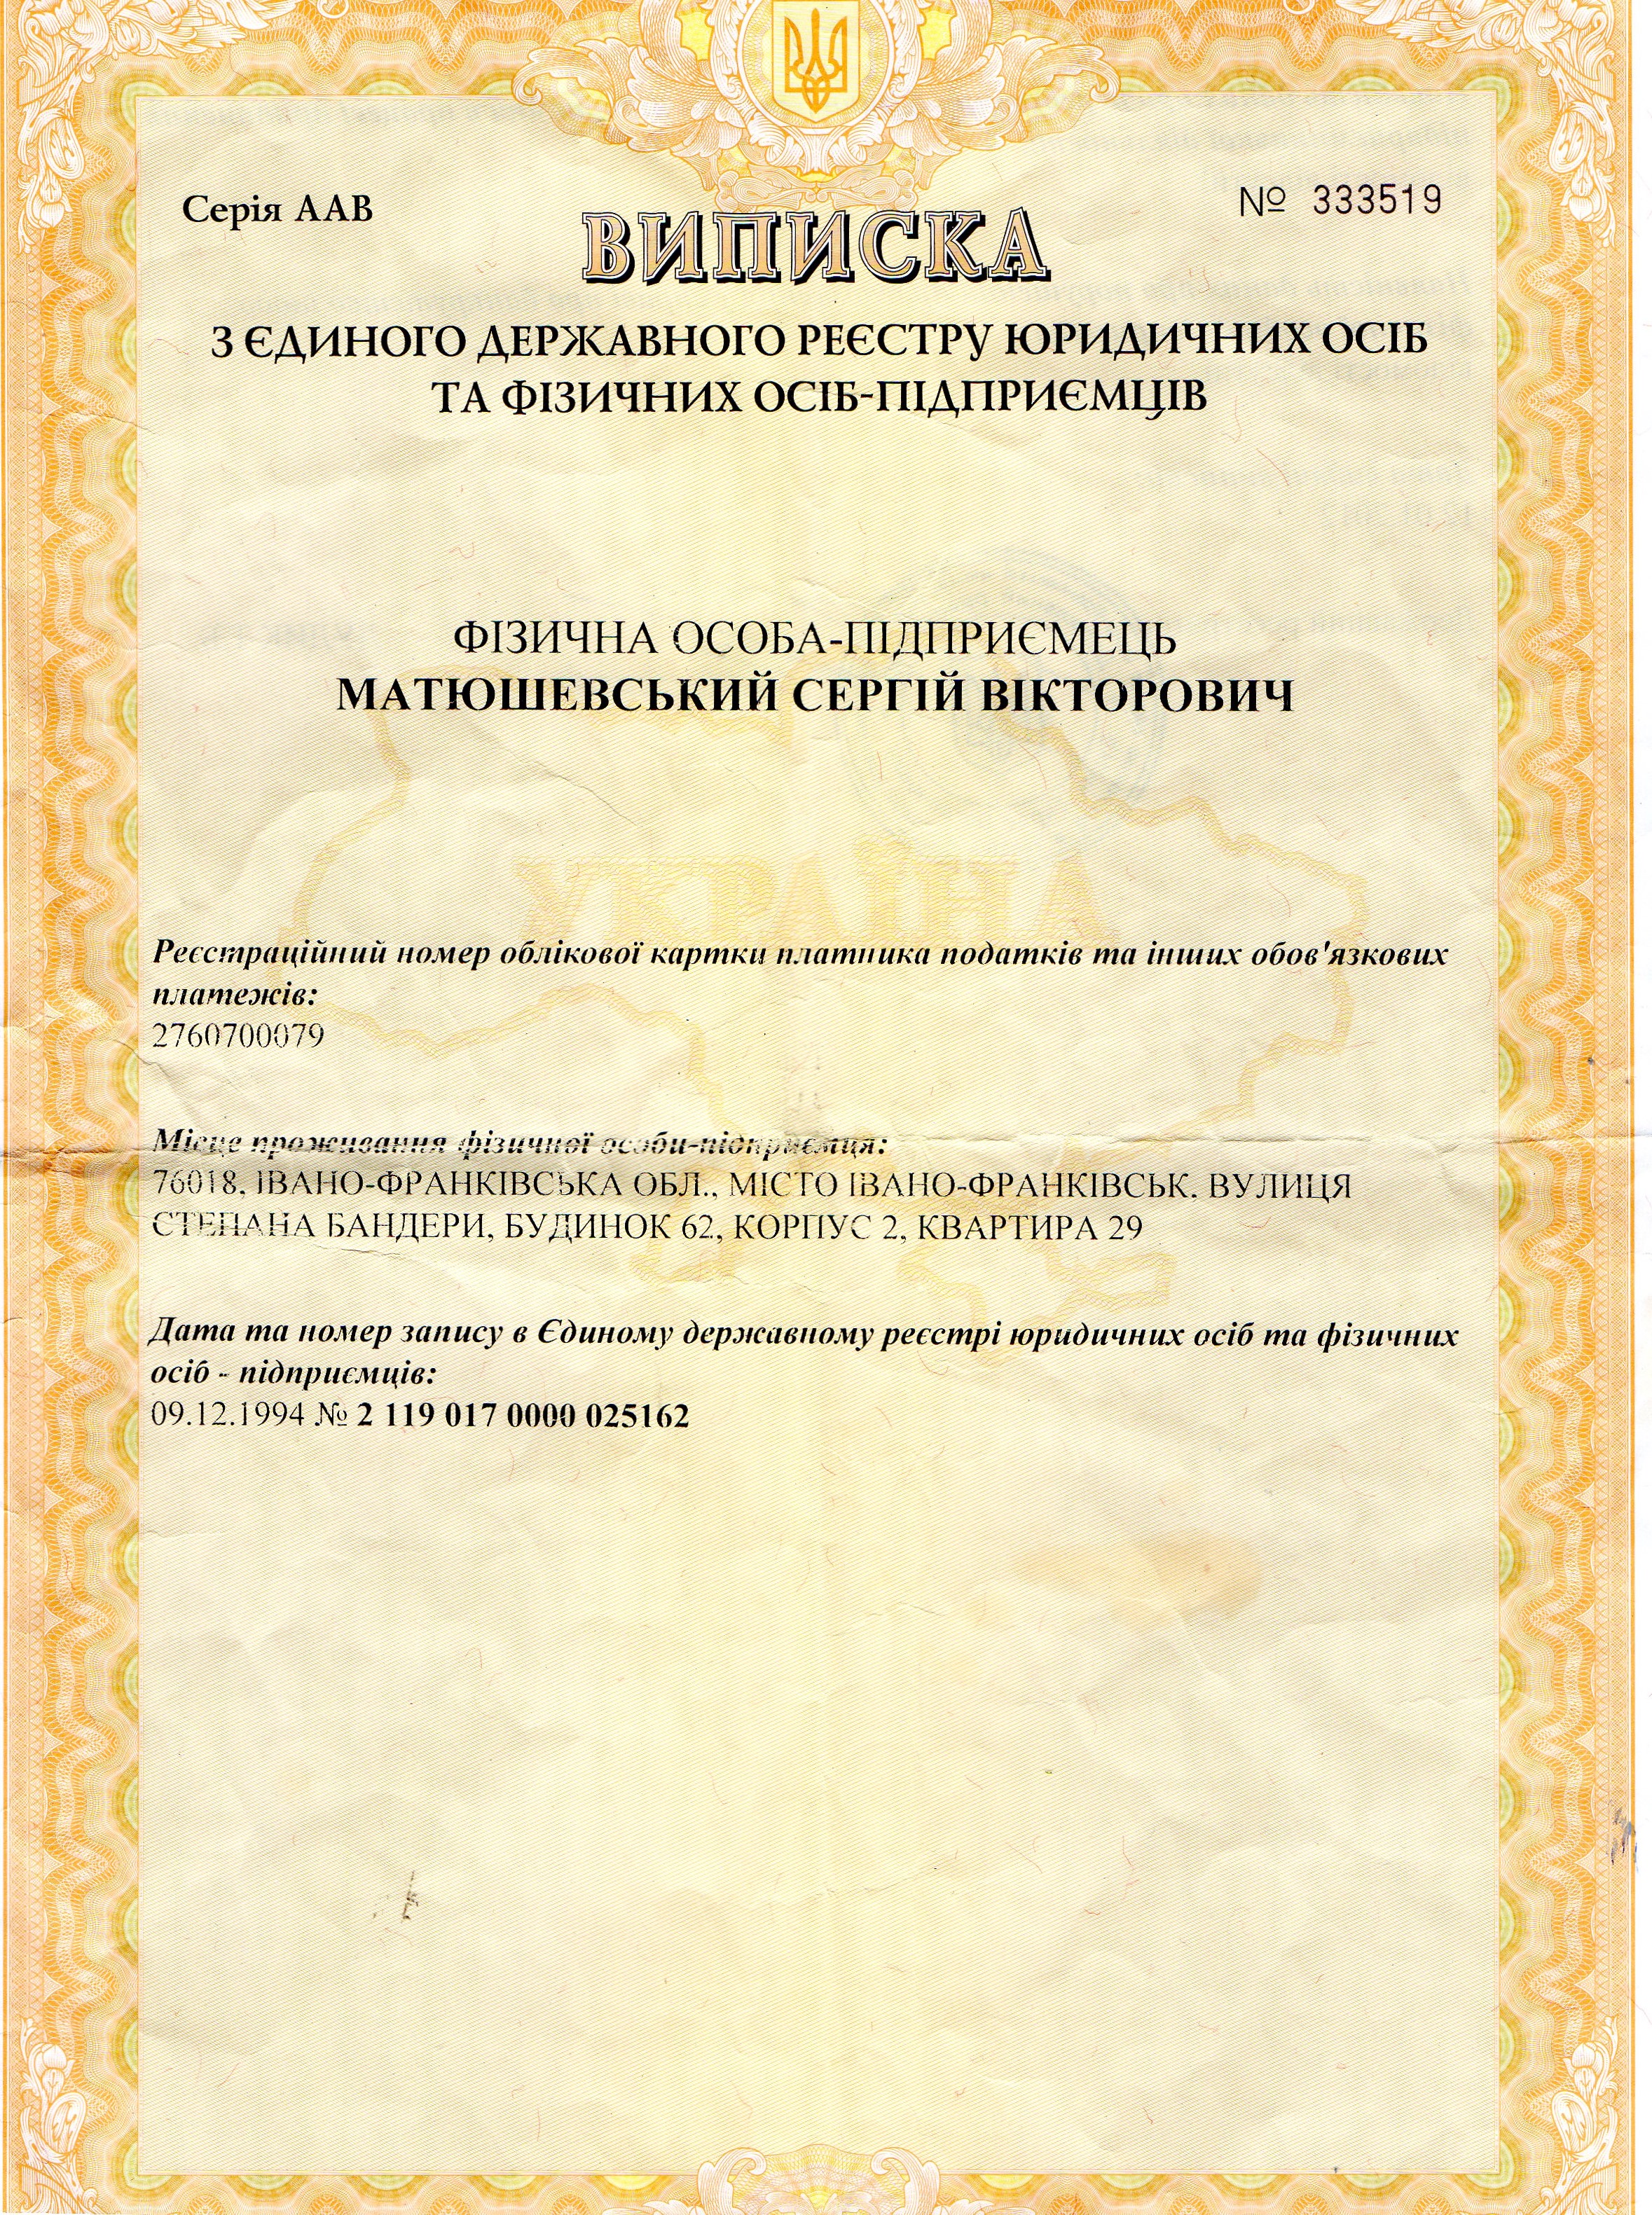 Серія ААВ
№ 333519
ВИПИСКА
З ЄДИНОГО ДЕРЖАВНОГО РЕЄСТРУ ЮРИДИЧНИХ ОСІБ
ТА ФІЗИЧНИХ ОСІБ-ПІДПРИЄМЦІВ
ФІЗИЧНА ОСОБА-ПІДПРИЄМЕЦЬ
МАТЮШЕВСЬКИЙ СЕРГІЙ ВІКТОРОВИЧ
УКРАЇНА
Реєстраційний номер облікової картки платника податків та інших обов'язкових
платежів:
2760700079
Місце проживання фізичної особи-підприємця:
76018, ІВАНО-ФРАНКІВСЬКА ОБЛ., МІСТО ІВАНО-ФРАНКІВСЬК, ВУЛИЦЯ
СТЕПАНА БАНДЕРИ, БУДИНОК 62, КОРПУС 2, КВАРТИРА 29
Дата та номер запису в Єдиному державному реєстрі юридичних осіб та фізичних
осіб - підприємців:
09.12.1994 № 2 119 017 0000 025162